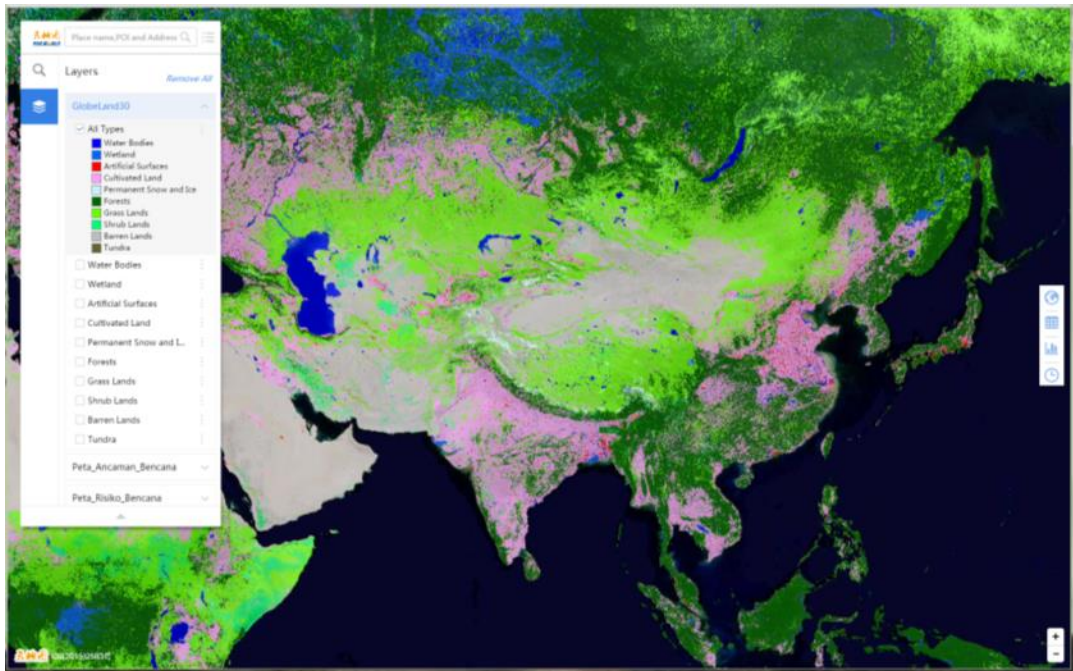 Place name,POI and Address
Layers
Remove All
GlobeLand30
All Types
Water Bodies
Wetland
Artificial Surfaces
Cultivated Land
Permanent Snow and Ice
Forests
Grass Lands
Shrub Lands
Barren Lands
Tundra
Water Bodies
Wetland
Artificial Surfaces
Cultivated Land
Permanent Snow and I...
Forests
Grass Lands
Shrub Lands
Barren Lands
Tundra
Peta_Ancaman_Bencana
Peta_Risiko_Bencana
+
-